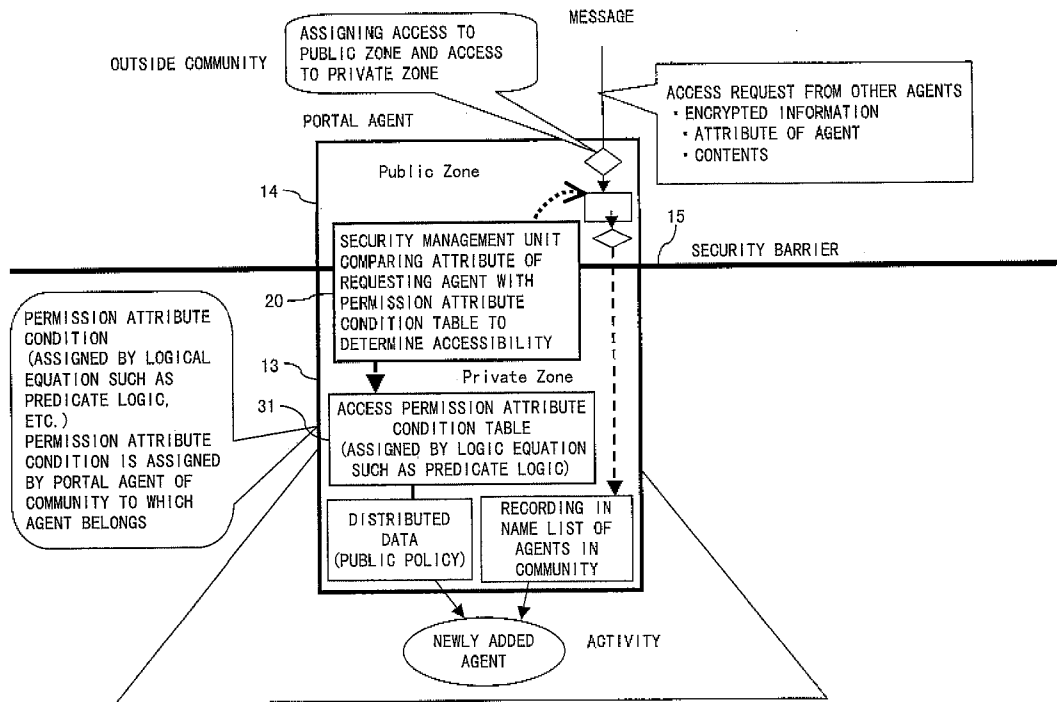 MESSAGE
ASSIGNING ACCESS TO
PUBLIC ZONE AND ACCESS
TO PRIVATE ZONE
OUTSIDE COMMUNITY
ACCESS REQUEST FROM OTHER AGENTS
・ENCRYPTED INFORMATION
・ATTRIBUTE OF AGENT
・CONTENTS
PORTAL AGENT
Public Zone
14
15
SECURITY BARRIER
SECURITY MANAGEMENT UNIT
COMPARING ATTRIBUTE OF
REQUESTING AGENT WITH
PERMISSION ATTRIBUTE
CONDITION TABLE TO
DETERMINE ACCESSIBILITY
20
PERMISSION ATTRIBUTE
CONDITION
(ASSIGNED BY LOGICAL
EQUATION SUCH AS
PREDICATE LOGIC,
ETC.)
PERMISSION ATTRIBUTE
CONDITION IS ASSIGNED
BY PORTAL AGENT OF
COMMUNITY TO WHICH
AGENT BELONGS
13
Private Zone
31
ACCESS PERMISSION ATTRIBUTE
CONDITION TABLE
(ASSIGNED BY LOGIC EQUATION
SUCH AS PREDICATE LOGIC)
DISTRIBUTED
DATA
(PUBLIC POLICY)
RECORDING IN
NAME LIST OF
AGENTS IN
COMMUNITY
NEWLY ADDED
AGENT
ACTIVITY